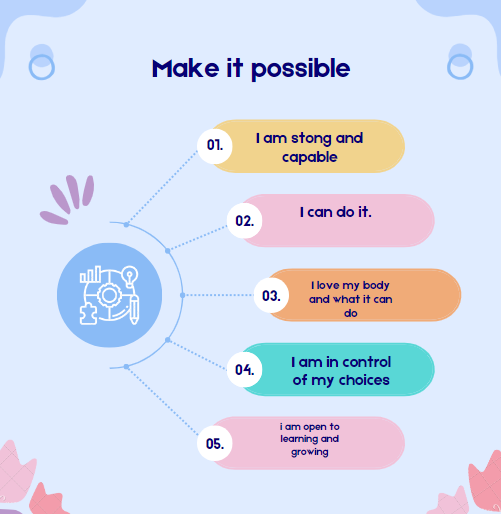 Make it possible
01.
I am stong and
capable
02.
I can do it.
03.
I love my body
and what it can
do
04.
I am in control
of my choices
05.
i am open to
learning and
growing